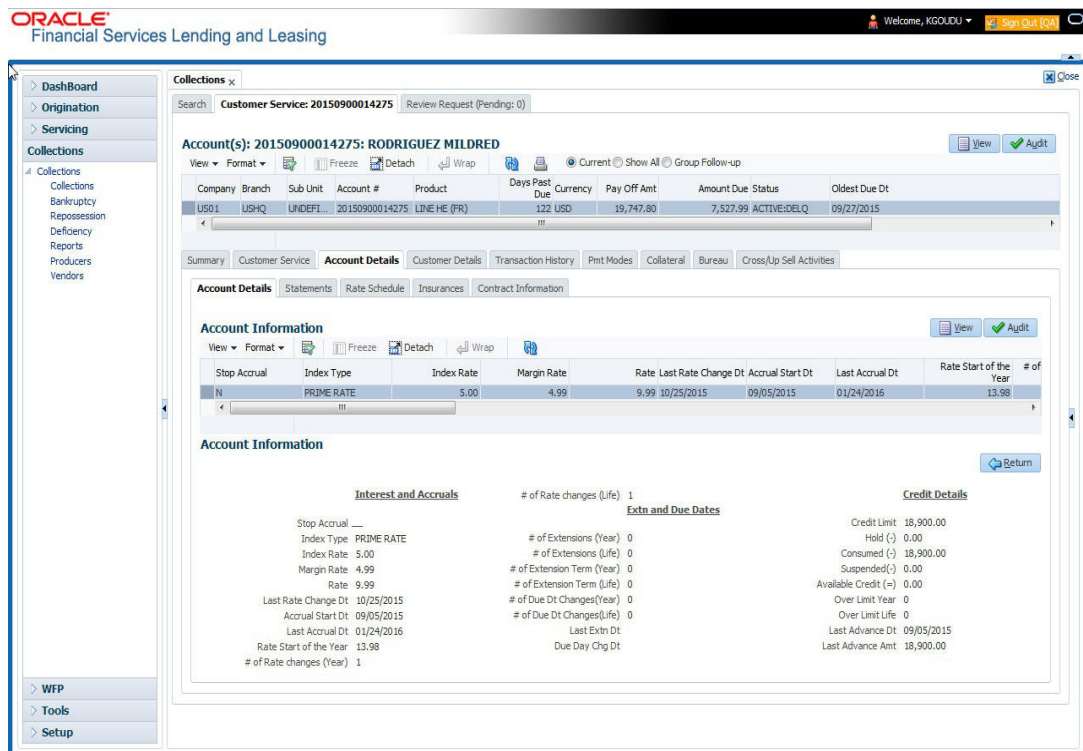 ORACLE
Financial Services Lending and Leasing
Welcome, KGOUDU
Sign Out [QA]
Close
DashBoard
Origination
Servicing
Collections
Collections
Collections
Bankruptcy
Repossession
Deficiency
Reports
Producers
Vendors
WFP
Tools
Setup
Collections x
Search Customer Service: 20150900014275 Review Request (Pending: 0)
Account(s): 20150900014275: RODRIGUEZ MILDRED
View Audit
View Format Freeze Detach Wrap Current Show All Group Follow-up
Company Branch Sub Unit Account # Product Days Past Due Currency Pay Off Amt Amount Due Status Oldest Due Dt
US01 USHQ UNDEFI... 20150900014275 LINE HE (FR) 122 USD 19,747.80 7,527.99 ACTIVE:DELQ 09/27/2015
Summary Customer Service Account Details Customer Details Transaction History Pmt Modes Collateral Bureau Cross/Up Sell Activities
Account Details Statements Rate Schedule Insurances Contract Information
Account Information
View Audit
View Format Freeze Detach Wrap
Stop Accrual Index Type Index Rate Margin Rate Rate Last Rate Change Dt Accrual Start Dt Last Accrual Dt Rate Start of the Year # of
N PRIME RATE 5.00 4.99 9.99 10/25/2015 09/05/2015 01/24/2016 13.98
Account Information
Return
Interest and Accruals
Stop Accrual
Index Type PRIME RATE
Index Rate 5.00
Margin Rate 4.99
Rate 9.99
Last Rate Change Dt 10/25/2015
Accrual Start Dt 09/05/2015
Last Accrual Dt 01/24/2016
Rate Start of the Year 13.98
# of Rate changes (Year) 1
# of Rate changes (Life) 1
Extn and Due Dates
# of Extensions (Year) 0
# of Extensions (Life) 0
# of Extension Term (Year) 0
# of Extension Term (Life) 0
# of Due Dt Changes(Year) 0
# of Due Dt Changes(Life) 0
Last Extn Dt
Due Day Chg Dt
Credit Details
Credit Limit 18,900.00
Hold (-) 0.00
Consumed (-) 18,900.00
Suspended(-) 0.00
Available Credit (=) 0.00
Over Limit Year 0
Over Limit Life 0
Last Advance Dt 09/05/2015
Last Advance Amt 18,900.00